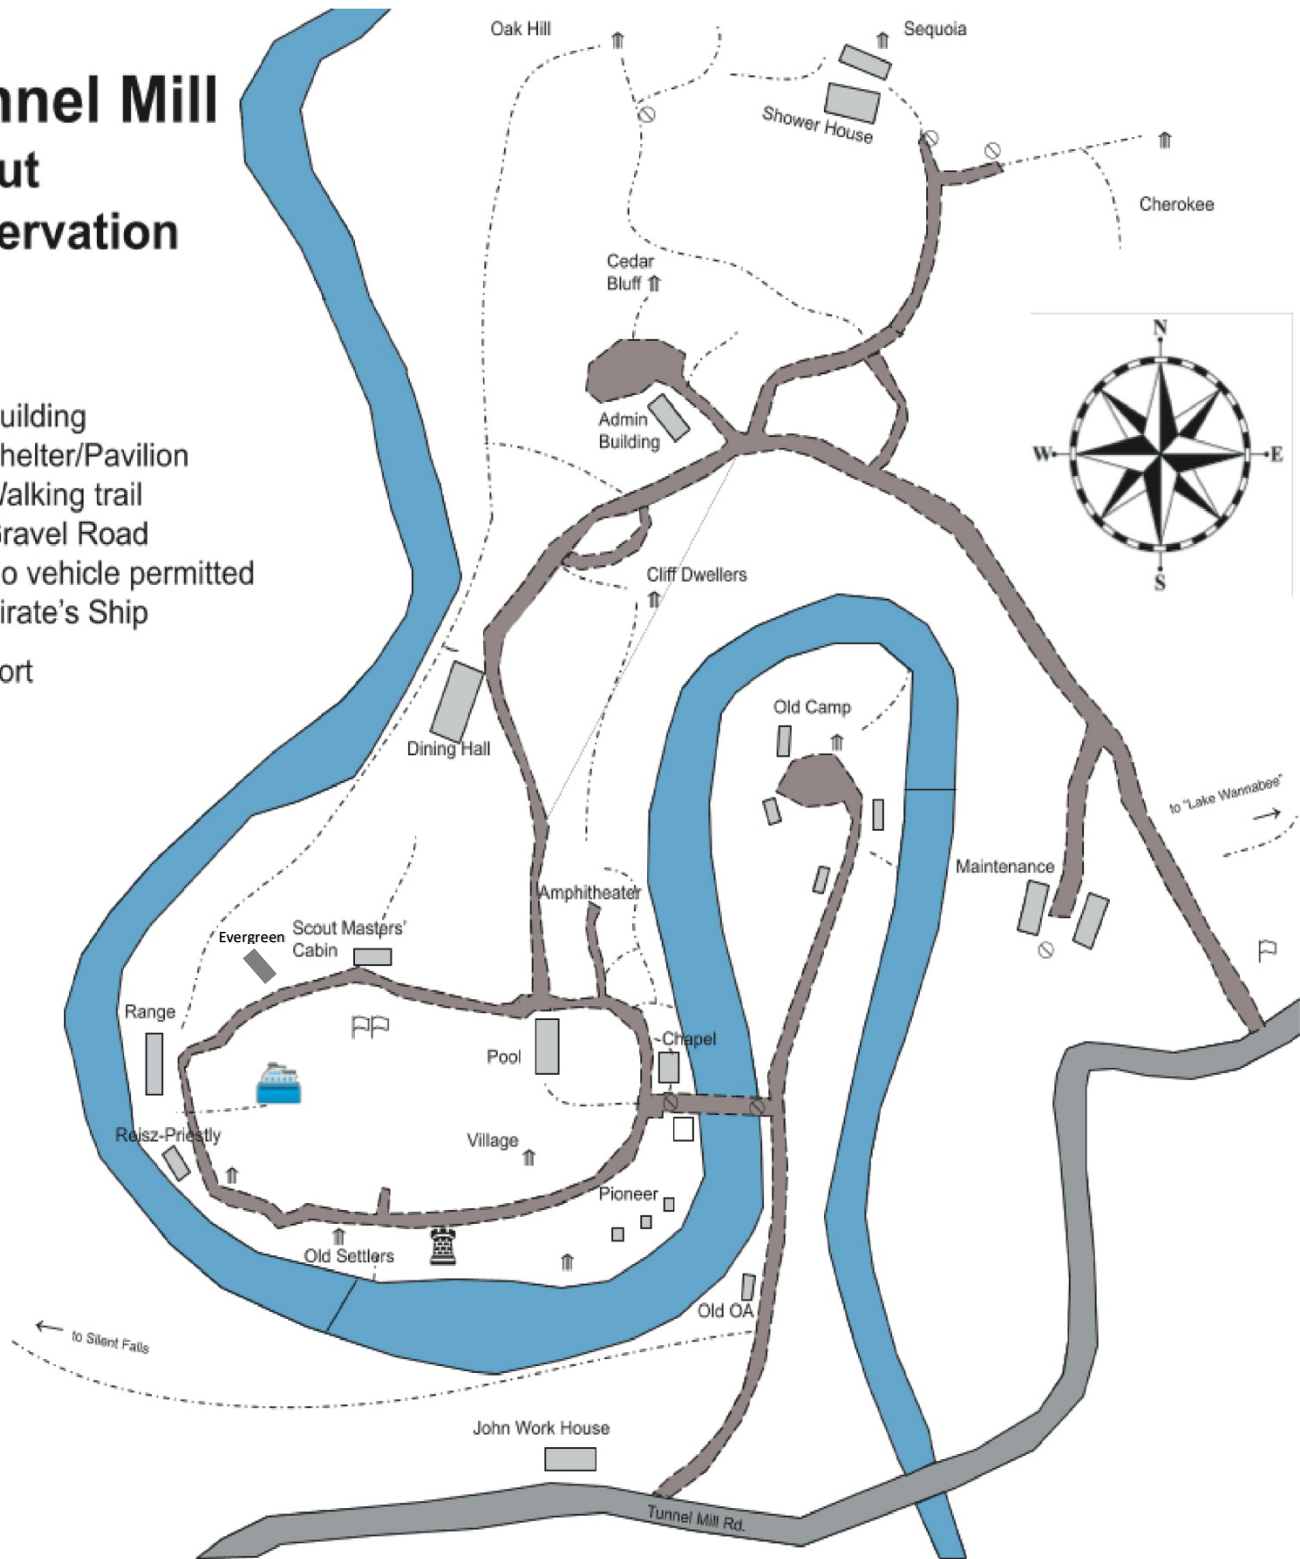 Oak Hill
Sequoia
nnel Mill
Shower House
ut
Cherokee
ervation
Cedar
Bluff
N
W
E
S
uilding
helter/Pavilion
Walking trail
Gravel Road
o vehicle permitted
irate's Ship
ort
Admin
Building
Cliff Dwellers
Old Camp
Dining Hall
to "Lake Wannabee"
Maintenance
Amphitheater
Scout Masters'
Cabin
Evergreen
Range
Pool
Chapel
Reisz-Priestly
Village
Pioneer
Old Settlers
Old OA
to Silent Falls
John Work House
Tunnel Mill Rd.